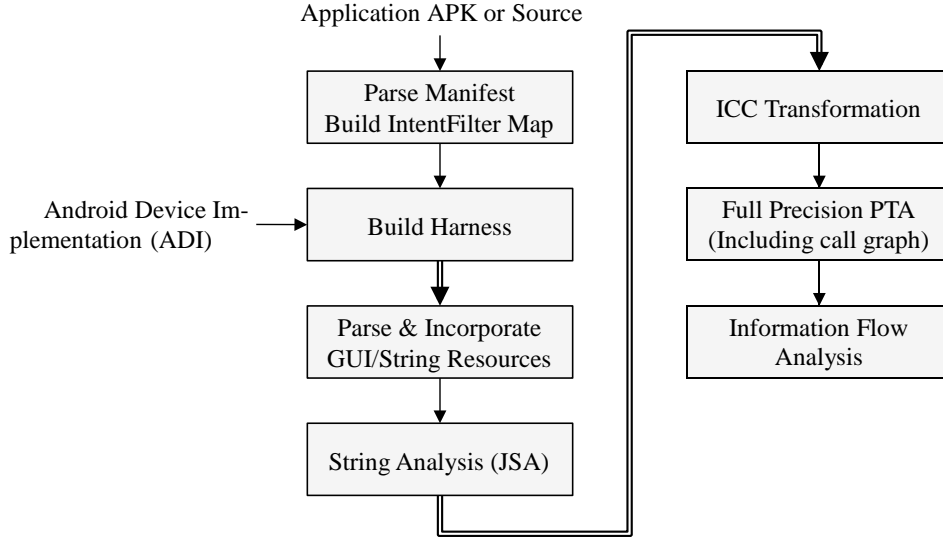 Application APK or Source
Parse Manifest
Build IntentFilter Map
Android Device Im-
plementation (ADI)
Build Harness
Parse & Incorporate
GUI/String Resources
String Analysis (JSA)
ICC Transformation
Full Precision PTA
(Including call graph)
Information Flow
Analysis